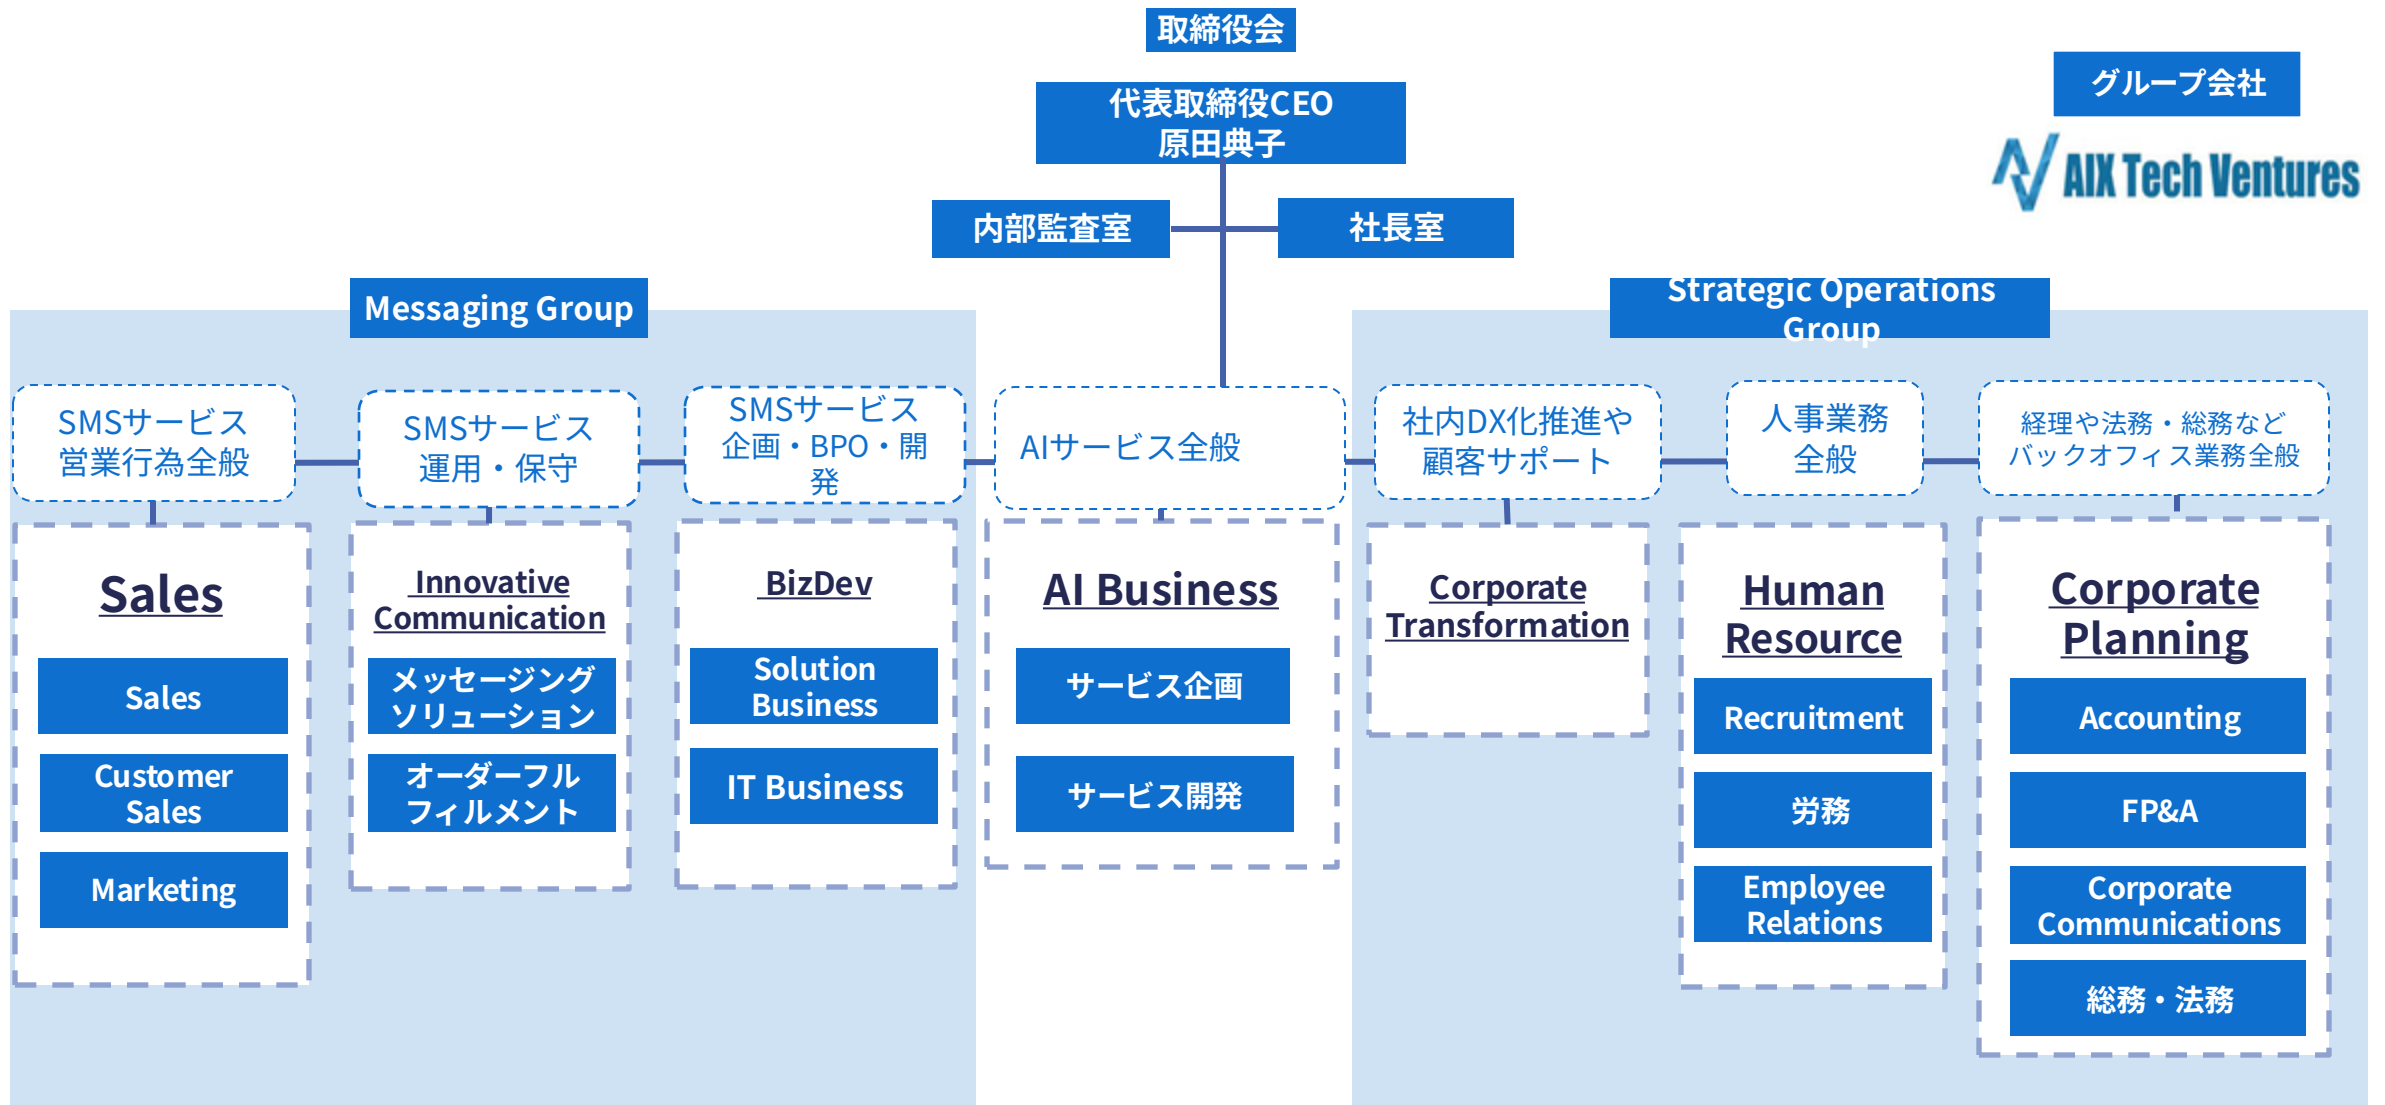 取締役会
代表取締役CEO
原田典子
グループ会社
AIX Tech Ventures
内部監査室
社長室
Messaging Group
Strategic Operations
Group
SMSサービス
営業行為全般
SMSサービス
運用・保守
SMSサービス
企画・BPO・開
発
AIサービス全般
社内DX化推進や
顧客サポート
人事業務
全般
経理や法務・総務など
バックオフィス業務全般
Sales
Sales
Customer
Sales
Marketing
Innovative
Communication
メッセージング
ソリューション
オーダーフル
フィルメント
BizDev
Solution
Business
IT Business
AI Business
サービス企画
サービス開発
Corporate
Transformation
Human
Resource
Recruitment
労務
Employee
Relations
Corporate
Planning
Accounting
FP&A
Corporate
Communications
総務・法務